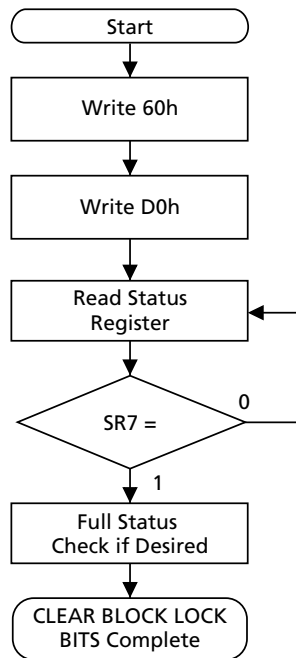 Start
Write 60h
Write D0h
Read Status
Register
SR7 =
0
1
Full Status
Check if Desired
CLEAR BLOCK LOCK
BITS Complete